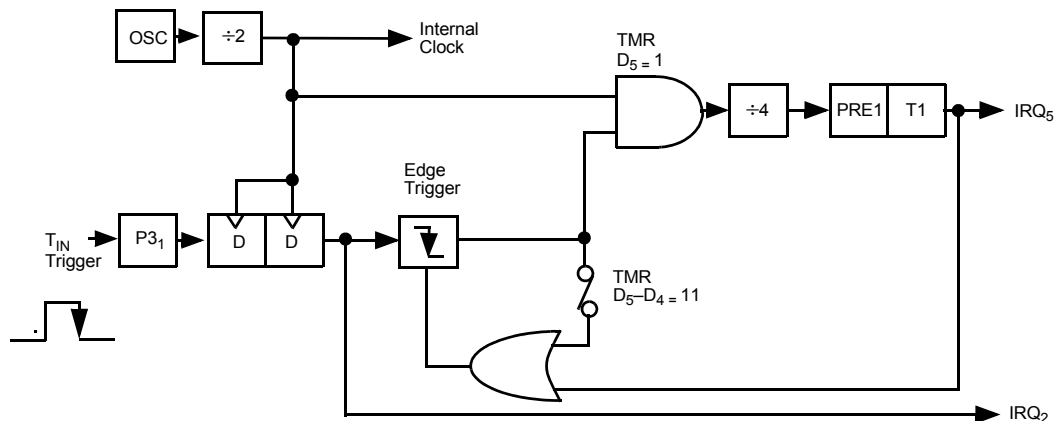 OSC
÷2
Internal
Clock
TMR
D5 = 1
÷4
PRE1
T1
IRQ5
Edge
Trigger
TIN
Trigger
P31
D
D
TMR
D5–D4 = 11
IRQ2